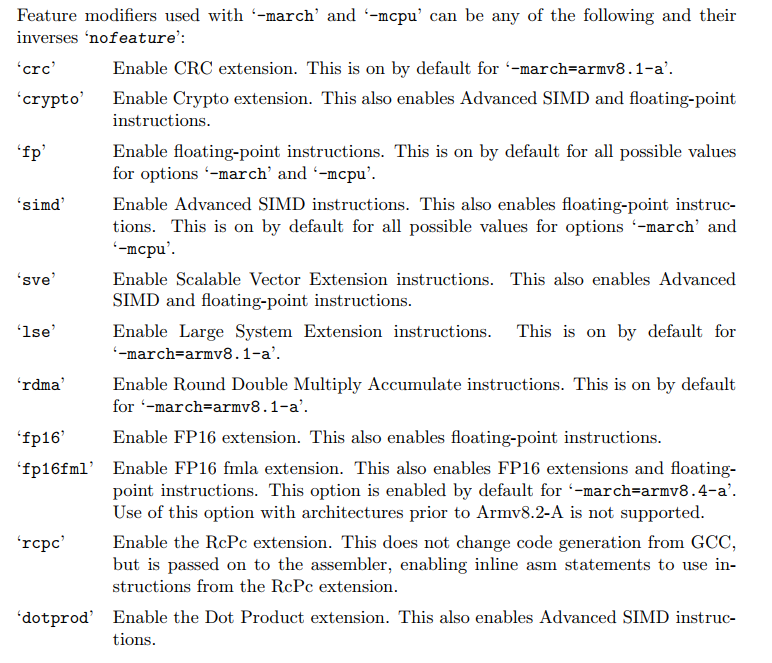 Feature modifiers used with ‘-march’ and ‘-mcpu’ can be any of the following and their
inverses ‘nofeature’:
‘crc’ Enable CRC extension. This is on by default for ‘-march=armv8.1-a’.
‘crypto’ Enable Crypto extension. This also enables Advanced SIMD and floating-point
instructions.
‘fp’ Enable floating-point instructions. This is on by default for all possible values
for options ‘-march’ and ‘-mcpu’.
‘simd’ Enable Advanced SIMD instructions. This also enables floating-point instruc-
tions. This is on by default for all possible values for options ‘-march’ and
‘-mcpu’.
‘sve’ Enable Scalable Vector Extension instructions. This also enables Advanced
SIMD and floating-point instructions.
‘lse’ Enable Large System Extension instructions. This is on by default for
‘-march=armv8.1-a’.
‘rdma’ Enable Round Double Multiply Accumulate instructions. This is on by default
for ‘-march=armv8.1-a’.
‘fp16’ Enable FP16 extension. This also enables floating-point instructions.
‘fp16fml’ Enable FP16 fmla extension. This also enables FP16 extensions and floating-
point instructions. This option is enabled by default for ‘-march=armv8.4-a’.
Use of this option with architectures prior to Armv8.2-A is not supported.
‘rcpc’ Enable the RcPc extension. This does not change code generation from GCC,
but is passed on to the assembler, enabling inline asm statements to use in-
structions from the RcPc extension.
‘dotprod’ Enable the Dot Product extension. This also enables Advanced SIMD instruc-
tions.